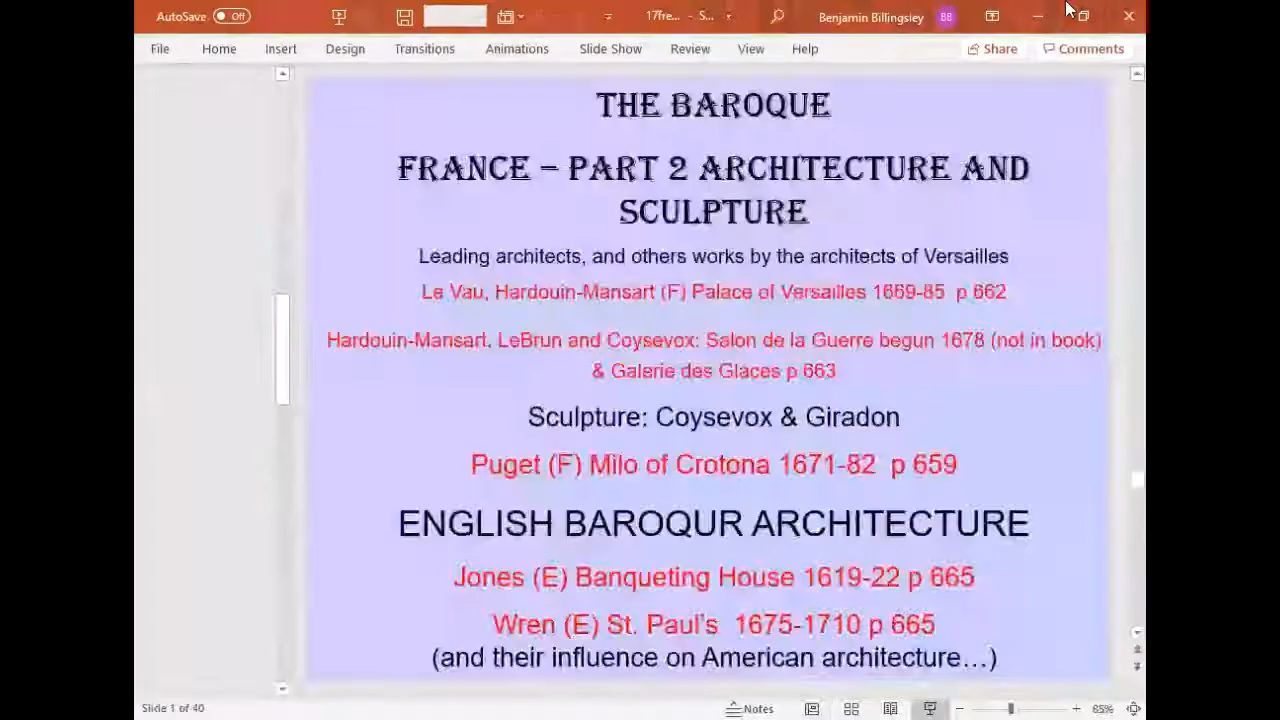 AutoSave Off 17fre... - S... Benjamin Billingsley BB
File Home Insert Design Transitions Animations Slide Show Review View Help Share Comments
THE BAROQUE
FRANCE – PART 2 ARCHITECTURE AND
SCULPTURE
Leading architects, and others works by the architects of Versailles
Le Vau, Hardouin-Mansart (F) Palace of Versailles 1669-85 p 662
Hardouin-Mansart, LeBrun and Coysevox: Salon de la Guerre begun 1678 (not in book)
& Galerie des Glaces p 663
Sculpture: Coysevox & Giradon
Puget (F) Milo of Crotona 1671-82 p 659
ENGLISH BAROQUR ARCHITECTURE
Jones (E) Banqueting House 1619-22 p 665
Wren (E) St. Paul's 1675-1710 p 665
(and their influence on American architecture…)
Slide 1 of 40 Notes 65%